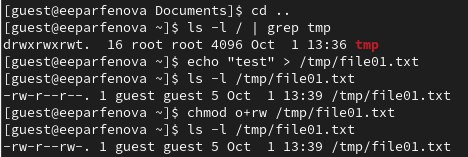 [guest@eeparfenova Documents]$ cd ..
[guest@eeparfenova ~]$ ls -l / | grep tmp
drwxrwxrwt.  16 root root 4096 Oct  1 13:36 tmp
[guest@eeparfenova ~]$ echo "test" > /tmp/file01.txt
[guest@eeparfenova ~]$ ls -l /tmp/file01.txt
-rw-r--r--. 1 guest guest 5 Oct  1 13:39 /tmp/file01.txt
[guest@eeparfenova ~]$ chmod o+rw /tmp/file01.txt
[guest@eeparfenova ~]$ ls -l /tmp/file01.txt
-rw-r--rw-. 1 guest guest 5 Oct  1 13:39 /tmp/file01.txt